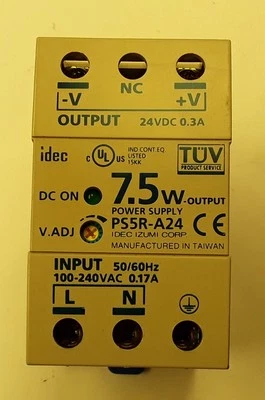 -V NC +V
OUTPUT 24VDC 0.3A
idec c UL US LISTED IND.CONT.EQ. 15KK TÜV PRODUCT SERVICE
DC ON 7.5W-OUTPUT
POWER SUPPLY
V.ADJ PS5R-A24 CE
IDEC IZUMI CORP.
MANUFACTURED IN TAIWAN
INPUT 50/60Hz
100-240VAC 0.17A
L N